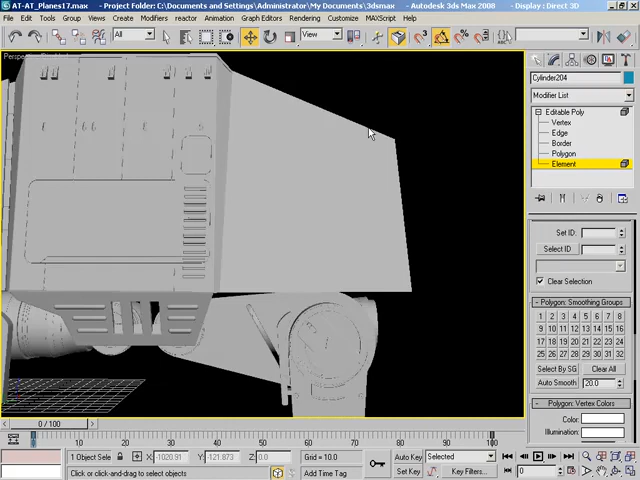 AT-AT_Planes17.max - Project Folder: C:\Documents and Settings\Administrator\My Documents\3dsmax - Autodesk 3ds Max 2008 - Display : Direct 3D
File Edit Tools Group Views Create Modifiers reactor Animation Graph Editors Rendering Customize MAXScript Help
All
View
Perspective
Cylinder204
Modifier List
Editable Poly
Vertex
Edge
Border
Polygon
Element
Set ID:
Select ID
Clear Selection
Polygon: Smoothing Groups
1 2 3 4 5 6 7 8
9 10 11 12 13 14 15 16
17 18 19 20 21 22 23 24
25 26 27 28 29 30 31 32
Select By SG Clear All
Auto Smooth 20.0
Polygon: Vertex Colors
Color:
Illumination:
0 / 100
0 10 20 30 40 50 60 70 80 90 100
1 Object Selec X: -1020.91 Y: -121.873 Z: 0.0 Grid = 10.0
Auto Key Selected
Click or click-and-drag to select objects Add Time Tag
Set Key Key Filters... 0